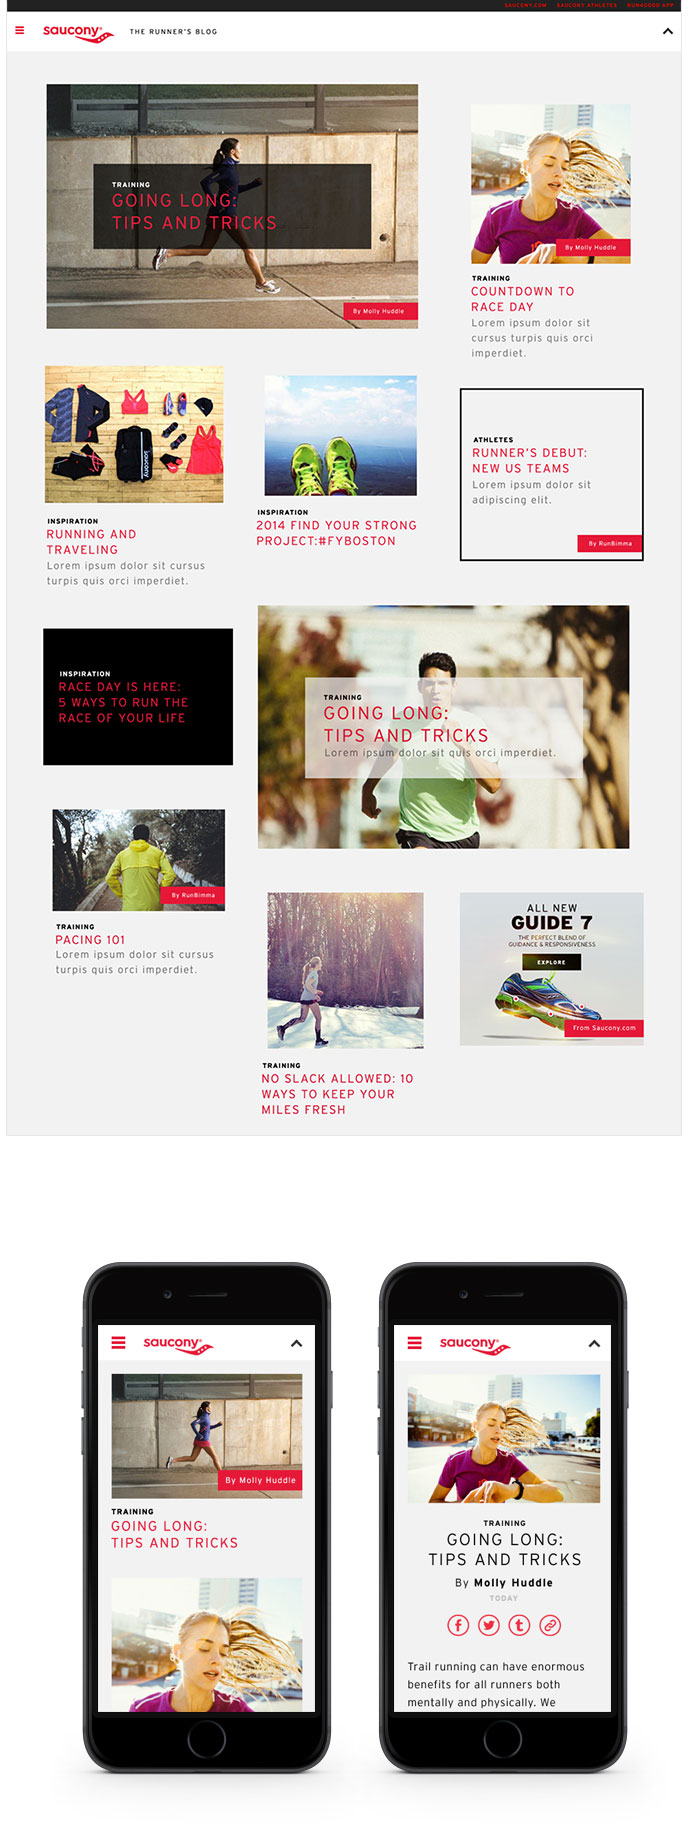 SAUCONY.COM SAUCONY ATHLETES RUN4GOOD APP
saucony® THE RUNNER'S BLOG
TRAINING
GOING LONG:
TIPS AND TRICKS
By Molly Huddle
By Molly Huddle
TRAINING
COUNTDOWN TO
RACE DAY
Lorem ipsum dolor sit
cursus turpis quis orci
imperdiet.
saucony
INSPIRATION
RUNNING AND
TRAVELING
Lorem ipsum dolor cursus
turpis quis orci imperdiet.
INSPIRATION
2014 FIND YOUR STRONG
PROJECT:#FYBOSTON
ATHLETES
RUNNER'S DEBUT:
NEW US TEAMS
Lorem ipsum dolor sit
adipiscing elit.
By RunBimma
INSPIRATION
RACE DAY IS HERE:
5 WAYS TO RUN THE
RACE OF YOUR LIFE
TRAINING
GOING LONG:
TIPS AND TRICKS
Lorem ipsum dolor sit quis orci imperdiet.
By RunBimma
TRAINING
PACING 101
Lorem ipsum dolor cursus
turpis quis orci imperdiet.
TRAINING
NO SLACK ALLOWED: 10
WAYS TO KEEP YOUR
MILES FRESH
ALL NEW
GUIDE 7
THE PERFECT BLEND OF
GUIDANCE & RESPONSIVENESS
EXPLORE
From Saucony.com
saucony®
By Molly Huddle
TRAINING
GOING LONG:
TIPS AND TRICKS
saucony®
TRAINING
GOING LONG:
TIPS AND TRICKS
By Molly Huddle
TODAY
Trail running can have enormous
benefits for all runners both
mentally and physically. We